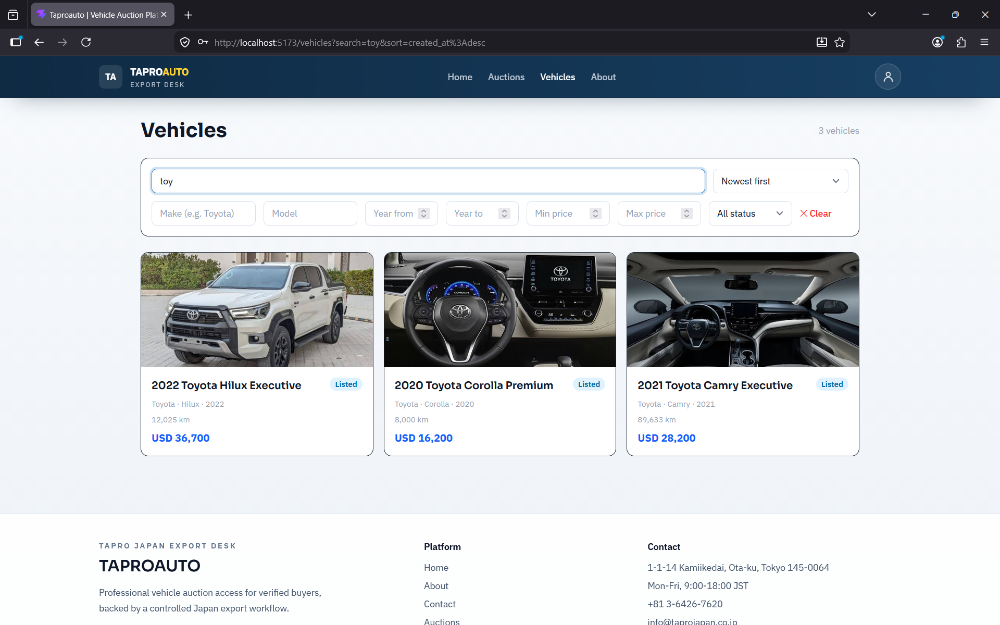 Taproauto | Vehicle Auction Plat
http://localhost:5173/vehicles?search=toy&sort=created_at%3Adesc
TA
TAPROAUTO
EXPORT DESK
Home
Auctions
Vehicles
About
Vehicles
3 vehicles
toy
Newest first
Make (e.g. Toyota)
Model
Year from
Year to
Min price
Max price
All status
Clear
TOYOTA
COROLLA
2022 Toyota Hilux Executive
Listed
Toyota · Hilux · 2022
12,025 km
USD 36,700
2020 Toyota Corolla Premium
Listed
Toyota · Corolla · 2020
8,000 km
USD 16,200
2021 Toyota Camry Executive
Listed
Toyota · Camry · 2021
89,633 km
USD 28,200
TAPRO JAPAN EXPORT DESK
TAPROAUTO
Professional vehicle auction access for verified buyers,
backed by a controlled Japan export workflow.
Platform
Home
About
Contact
Auctions
Contact
1-1-14 Kamiikedai, Ota-ku, Tokyo 145-0064
Mon-Fri, 9:00-18:00 JST
+81 3-6426-7620
info@taprojapan.co.jp